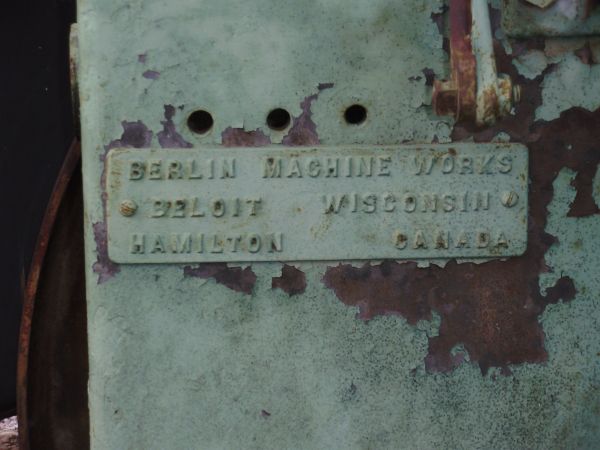 BERLIN MACHINE WORKS
BELOIT WISCONSIN
HAMILTON CANADA